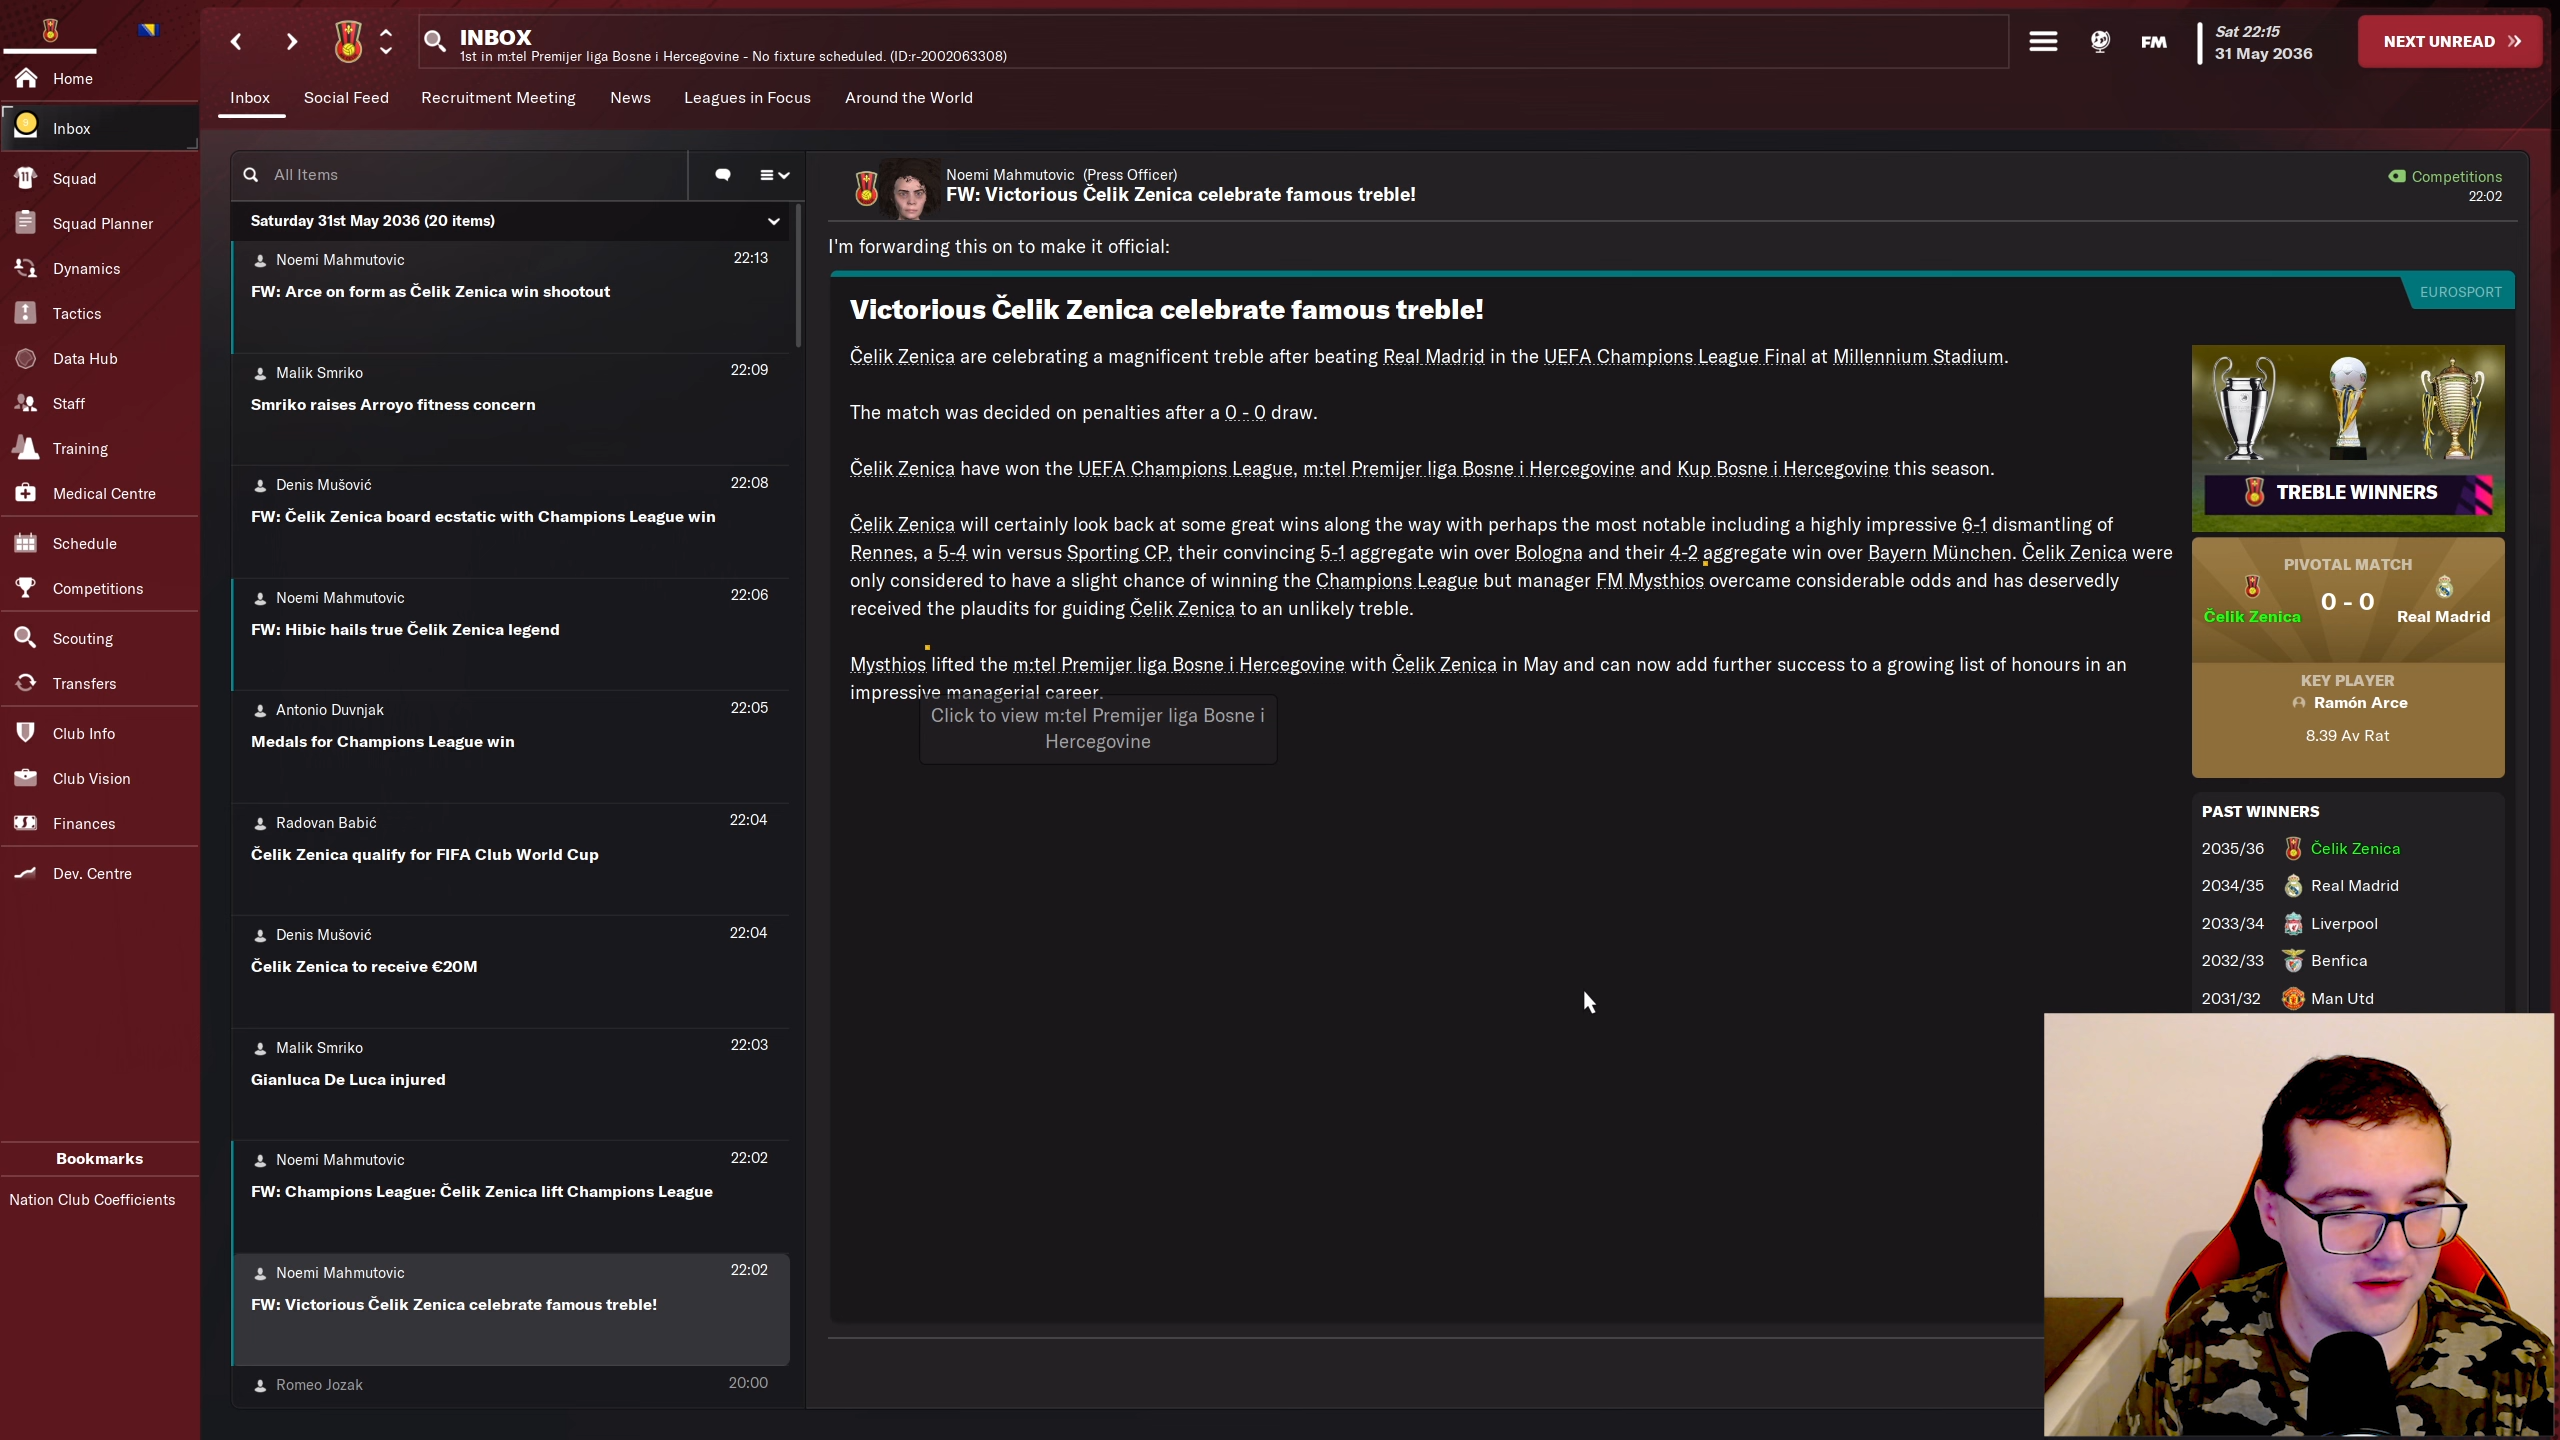 INBOX
1st in m:tel Premijer liga Bosne i Hercegovine - No fixture scheduled. (ID:r-2002063308)
FM
Sat 22:15
31 May 2036
NEXT UNREAD
Inbox
Social Feed
Recruitment Meeting
News
Leagues in Focus
Around the World
Home
Inbox
Squad
Squad Planner
Dynamics
Tactics
Data Hub
Staff
Training
Medical Centre
Schedule
Competitions
Scouting
Transfers
Club Info
Club Vision
Finances
Dev. Centre
Bookmarks
Nation Club Coefficients
All Items
Saturday 31st May 2036 (20 items)
Noemi Mahmutovic 22:13
FW: Arce on form as Čelik Zenica win shootout
Malik Smriko 22:09
Smriko raises Arroyo fitness concern
Denis Mušović 22:08
FW: Čelik Zenica board ecstatic with Champions League win
Noemi Mahmutovic 22:06
FW: Hibic hails true Čelik Zenica legend
Antonio Duvnjak 22:05
Medals for Champions League win
Radovan Babić 22:04
Čelik Zenica qualify for FIFA Club World Cup
Denis Mušović 22:04
Čelik Zenica to receive €20M
Malik Smriko 22:03
Gianluca De Luca injured
Noemi Mahmutovic 22:02
FW: Champions League: Čelik Zenica lift Champions League
Noemi Mahmutovic 22:02
FW: Victorious Čelik Zenica celebrate famous treble!
Romeo Jozak 20:00
Noemi Mahmutovic (Press Officer)
FW: Victorious Čelik Zenica celebrate famous treble!
Competitions
22:02
I'm forwarding this on to make it official:
EUROSPORT
Victorious Čelik Zenica celebrate famous treble!
Čelik Zenica are celebrating a magnificent treble after beating Real Madrid in the UEFA Champions League Final at Millennium Stadium.
The match was decided on penalties after a 0 - 0 draw.
Čelik Zenica have won the UEFA Champions League, m:tel Premijer liga Bosne i Hercegovine and Kup Bosne i Hercegovine this season.
Čelik Zenica will certainly look back at some great wins along the way with perhaps the most notable including a highly impressive 6-1 dismantling of
Rennes, a 5-4 win versus Sporting CP, their convincing 5-1 aggregate win over Bologna and their 4-2 aggregate win over Bayern München. Čelik Zenica were
only considered to have a slight chance of winning the Champions League but manager FM Mysthios overcame considerable odds and has deservedly
received the plaudits for guiding Čelik Zenica to an unlikely treble.
Mysthios lifted the m:tel Premijer liga Bosne i Hercegovine with Čelik Zenica in May and can now add further success to a growing list of honours in an
impressive managerial career.
Click to view m:tel Premijer liga Bosne i
Hercegovine
TREBLE WINNERS
PIVOTAL MATCH
Čelik Zenica 0 - 0 Real Madrid
KEY PLAYER
Ramón Arce
8.39 Av Rat
PAST WINNERS
2035/36 Čelik Zenica
2034/35 Real Madrid
2033/34 Liverpool
2032/33 Benfica
2031/32 Man Utd